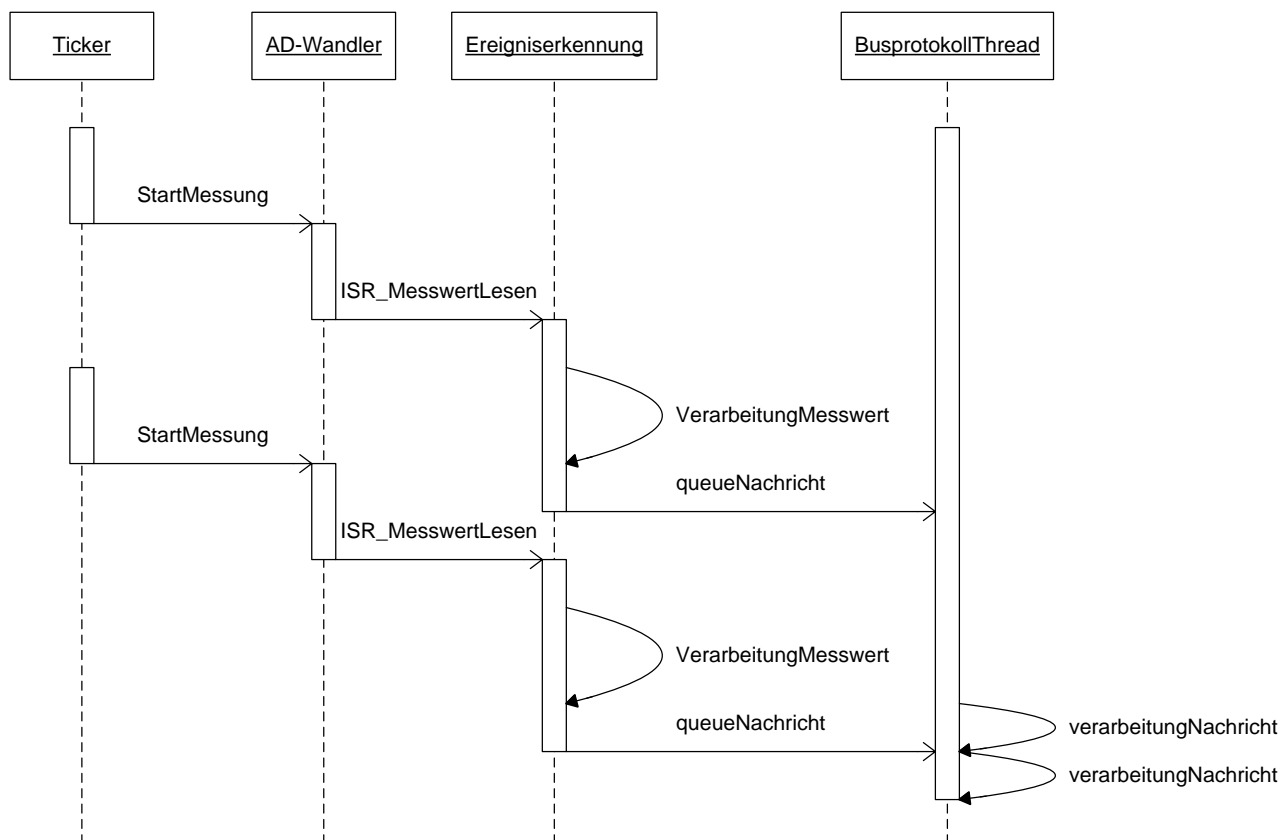 Ticker
AD-Wandler
Ereigniserkennung
BusprotokollThread
StartMessung
ISR_MesswertLesen
VerarbeitungMesswert
StartMessung
queueNachricht
ISR_MesswertLesen
VerarbeitungMesswert
queueNachricht
verarbeitungNachricht
verarbeitungNachricht